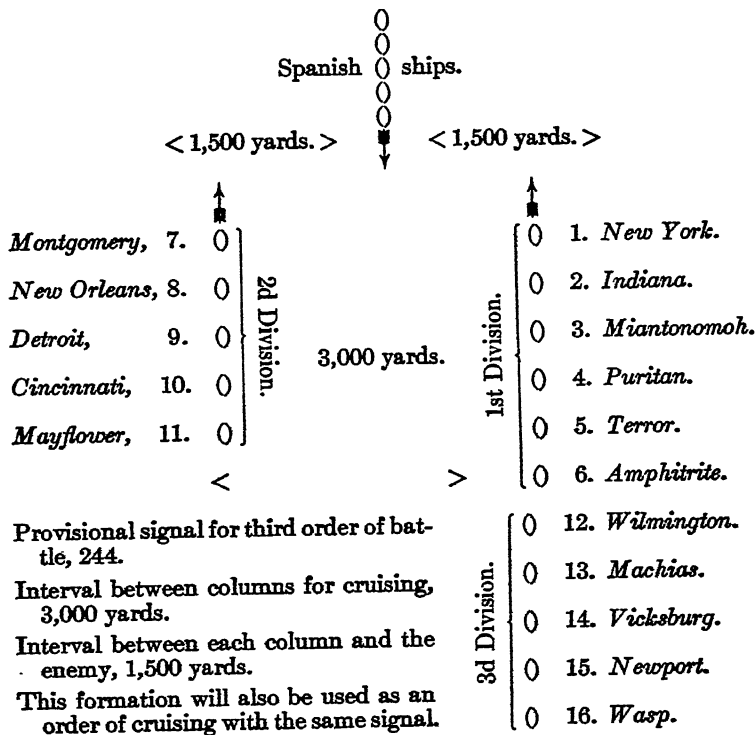 Spanish ships.
< 1,500 yards. > < 1,500 yards. >
Montgomery, 7.
New Orleans, 8.
Detroit, 9.
Cincinnati, 10.
Mayflower, 11.
2d Division.
3,000 yards.
< >
1st Division.
1. New York.
2. Indiana.
3. Miantonomoh.
4. Puritan.
5. Terror.
6. Amphitrite.
Provisional signal for third order of bat-
tle, 244.
Interval between columns for cruising,
3,000 yards.
Interval between each column and the
enemy, 1,500 yards.
This formation will also be used as an
order of cruising with the same signal.
3d Division.
12. Wilmington.
13. Machias.
14. Vicksburg.
15. Newport.
16. Wasp.